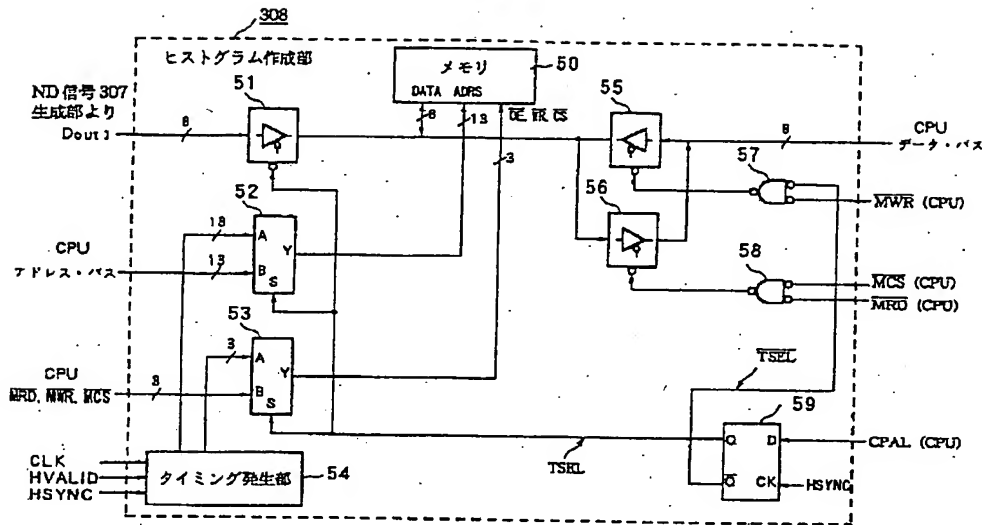 308
ヒストグラム作成部
メモリ
50
DATA ADRS
OE, WR, CS
8
13
3
ND信号307
生成部より
Dout3
8
51
55
8
CPU
データ・バス
57
MWR (CPU)
56
58
MCS (CPU)
MRD (CPU)
52
18
A
Y
B
S
CPU
アドレス・バス
13
53
3
A
Y
B
S
CPU
MRD, MWR, MCS
3
TSEL
59
Q
D
CPAL (CPU)
TSEL
Q
CK
HSYNC
CLK
HVALID
HSYNC
タイミング発生部
54